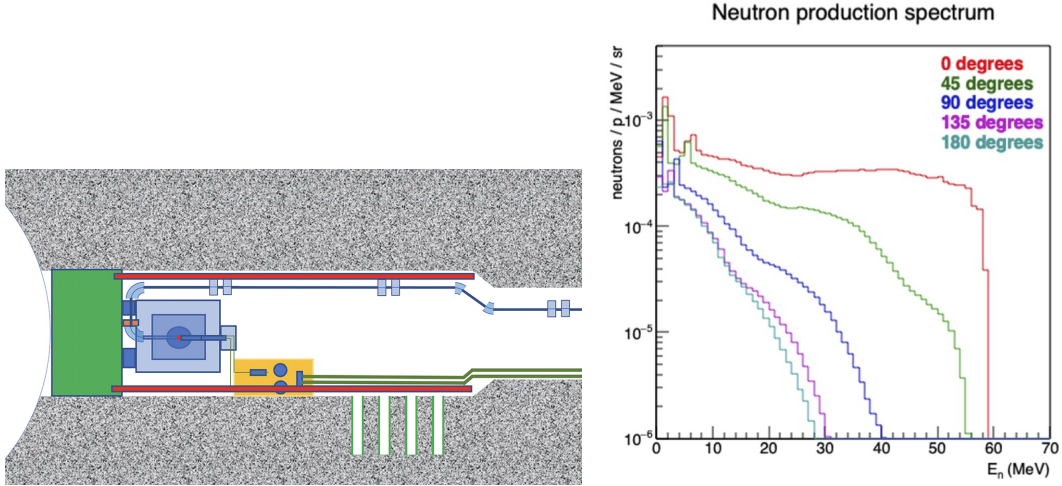 Neutron production spectrum
neutrons / p / MeV / sr
0 degrees
45 degrees
90 degrees
135 degrees
180 degrees
10⁻³
10⁻⁴
10⁻⁵
10⁻⁶
0 10 20 30 40 50 60 70
Eₙ (MeV)